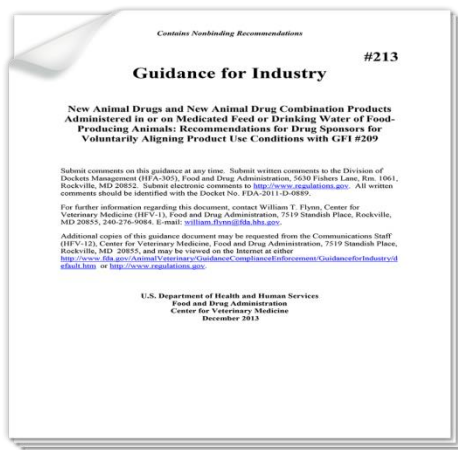 Contains Nonbinding Recommendations
#213
Guidance for Industry
New Animal Drugs and New Animal Drug Combination Products
Administered in or on Medicated Feed or Drinking Water of Food-
Producing Animals: Recommendations for Drug Sponsors for
Voluntarily Aligning Product Use Conditions with GFI #209
Submit comments on this guidance at any time. Submit written comments to the Division of
Dockets Management (HFA-305), Food and Drug Administration, 5630 Fishers Lane, Rm. 1061,
Rockville, MD 20852. Submit electronic comments to http://www.regulations.gov. All written
comments should be identified with the Docket No. FDA-2011-D-0889.
For further information regarding this document, contact William T. Flynn, Center for
Veterinary Medicine (HFV-1), Food and Drug Administration, 7519 Standish Place, Rockville,
MD 20855, 240-276-9084. E-mail: william.flynn@fda.hhs.gov.
Additional copies of this guidance document may be requested from the Communications Staff
(HFV-12), Center for Veterinary Medicine, Food and Drug Administration, 7519 Standish Place,
Rockville, MD 20855, and may be viewed on the Internet at either
http://www.fda.gov/AnimalVeterinary/GuidanceComplianceEnforcement/GuidanceforIndustry/d
efault.htm or http://www.regulations.gov.
U.S. Department of Health and Human Services
Food and Drug Administration
Center for Veterinary Medicine
December 2013